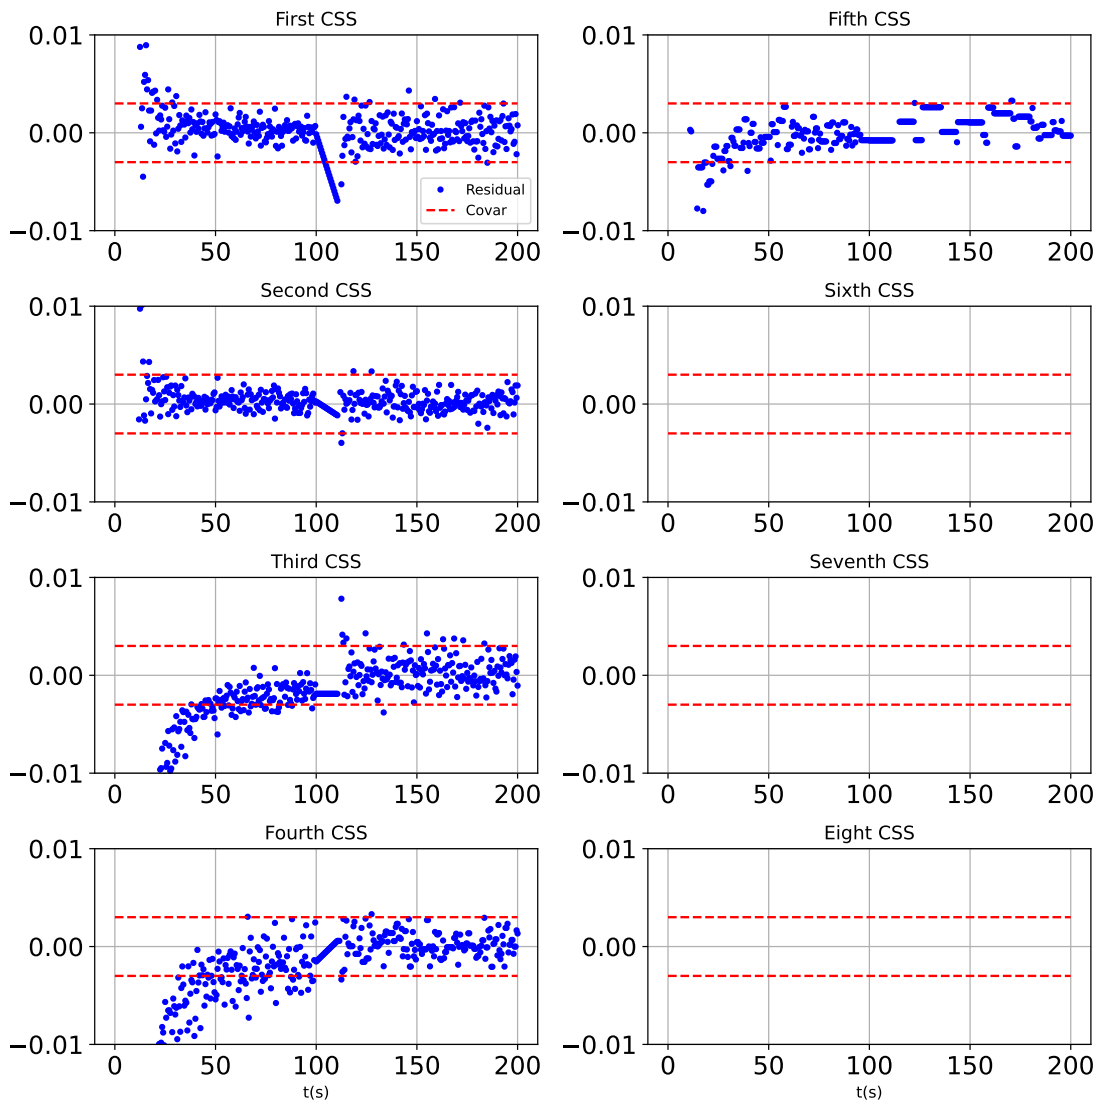 First CSS
0.01
0.00
−0.01
0 50 100 150 200
Residual
Covar
Fifth CSS
0.01
0.00
−0.01
0 50 100 150 200
Second CSS
0.01
0.00
−0.01
0 50 100 150 200
Sixth CSS
0.01
0.00
−0.01
0 50 100 150 200
Third CSS
0.01
0.00
−0.01
0 50 100 150 200
Seventh CSS
0.01
0.00
−0.01
0 50 100 150 200
Fourth CSS
0.01
0.00
−0.01
0 50 100 150 200
t(s)
Eight CSS
0.01
0.00
−0.01
0 50 100 150 200
t(s)